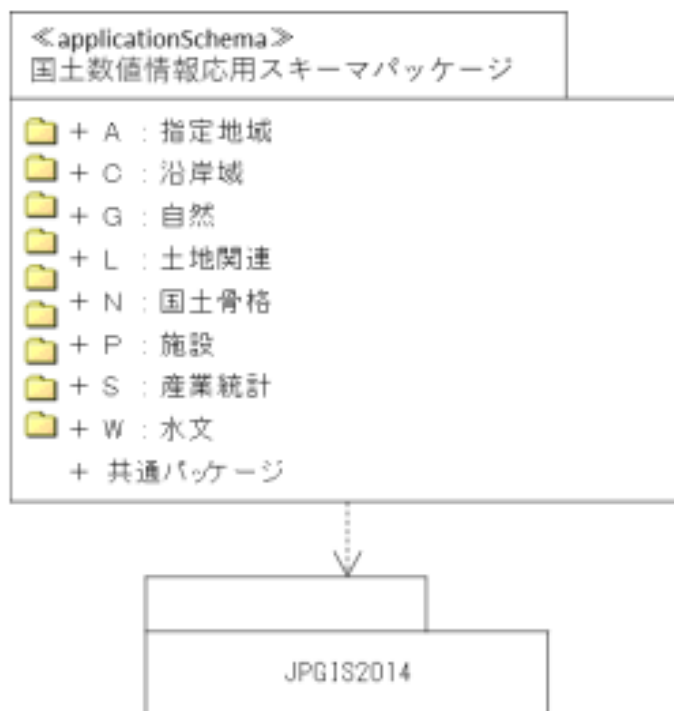 ≪applicationSchema≫
国土数値情報応用スキーマパッケージ
+ A : 指定地域
+ C : 沿岸域
+ G : 自然
+ L : 土地関連
+ N : 国土骨格
+ P : 施設
+ S : 産業統計
+ W : 水文
+ 共通パッケージ
JPGIS2014